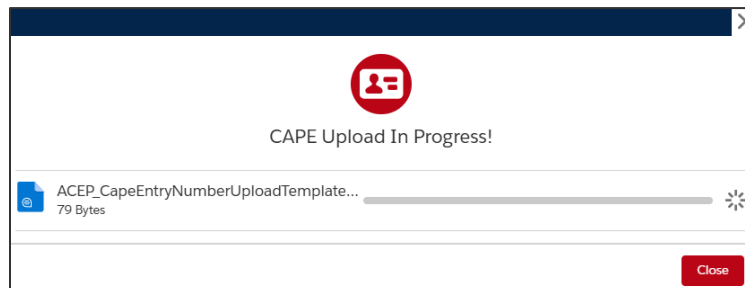 CAPE Upload In Progress!
ACEP_CapeEntryNumberUploadTemplate...
79 Bytes
Close